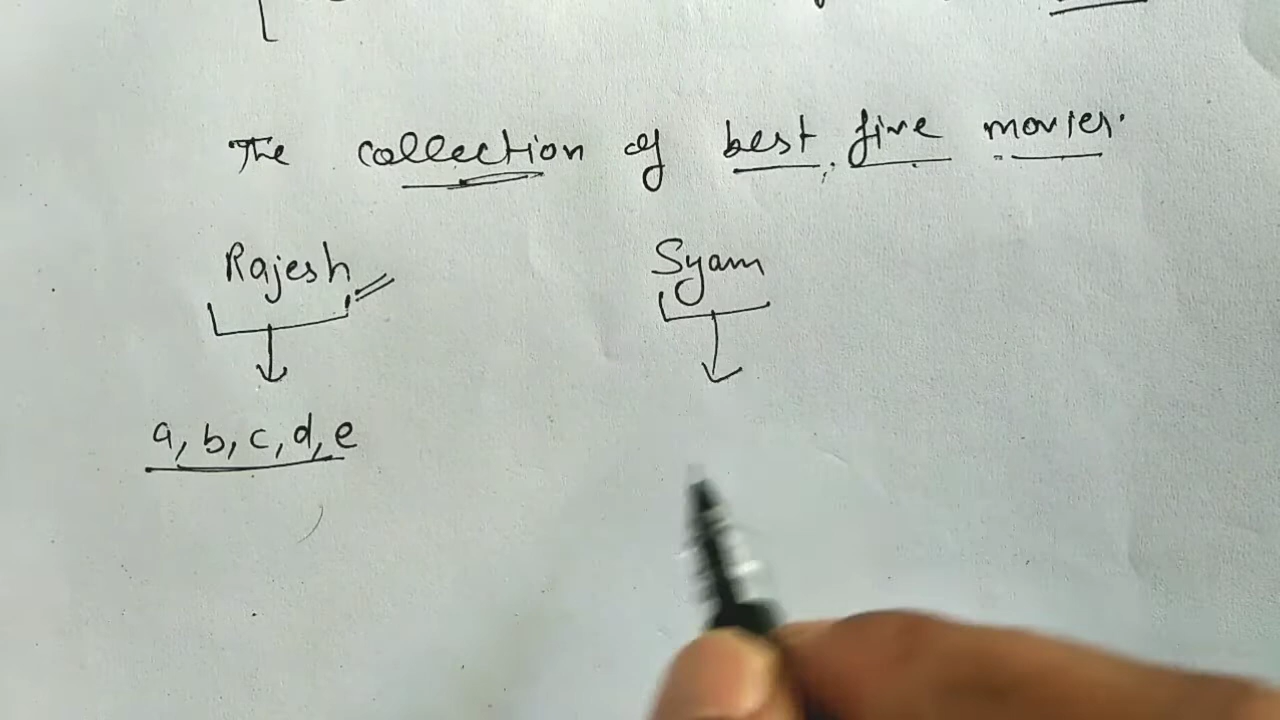 The collection of best five movies.
Rajesh Syam
a, b, c, d, e